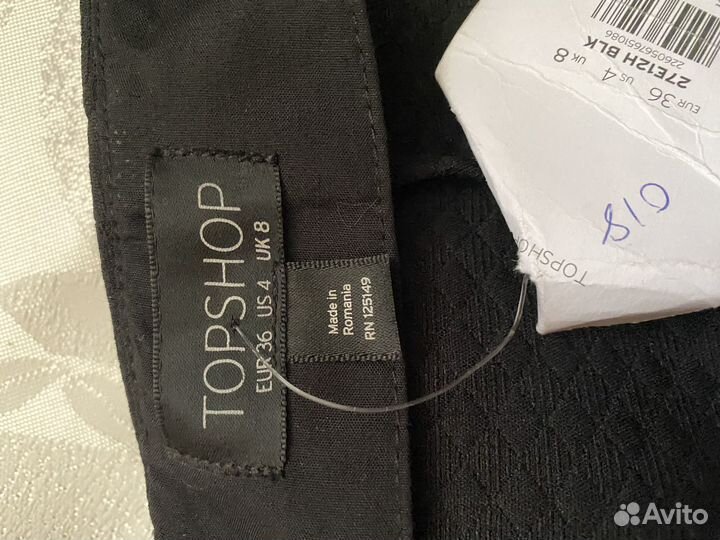 TOPSHOP
EUR 36 US 4 UK 8
Made in
Romania
RN 125149
2260567651086
27E12H BLK
EUR 36 US 4 UK 8
018
TOPSHO
Avito